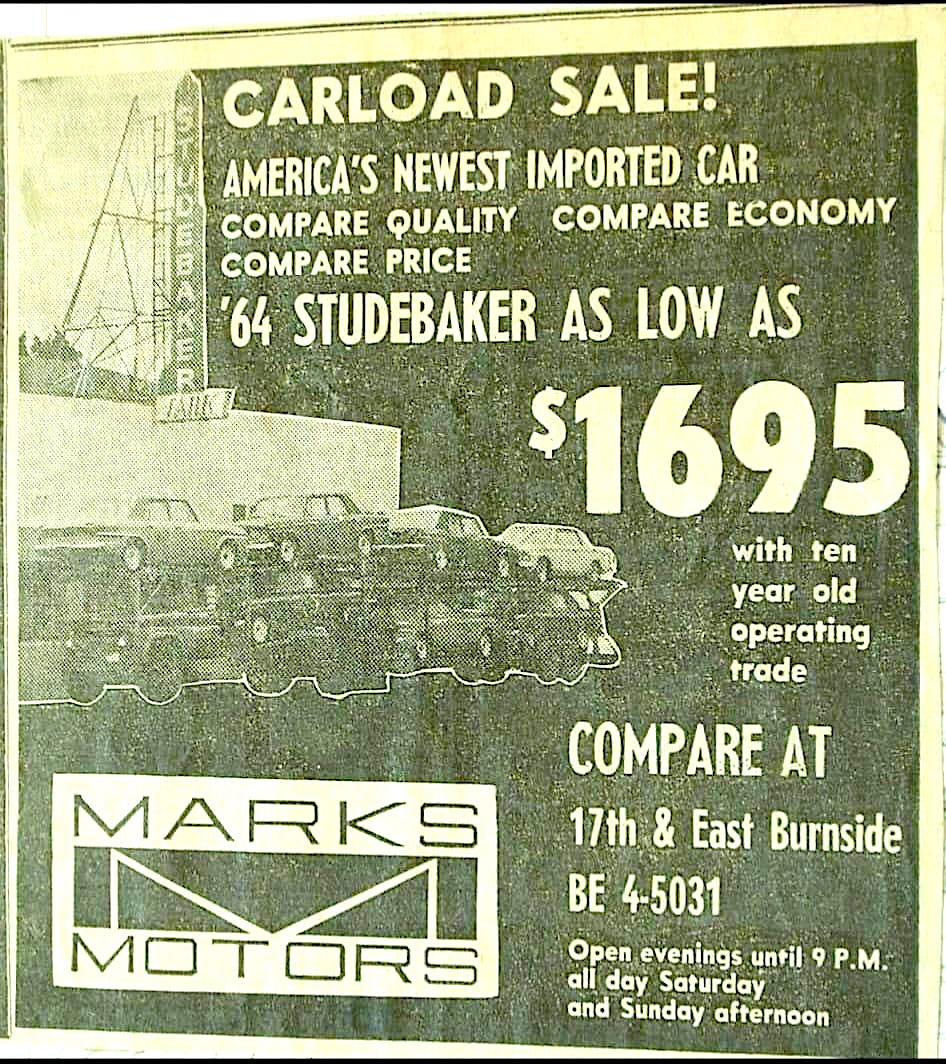 CARLOAD SALE!
AMERICA'S NEWEST IMPORTED CAR
COMPARE QUALITY COMPARE ECONOMY
COMPARE PRICE
'64 STUDEBAKER AS LOW AS
$1695
with ten
year old
operating
trade
STUDEBAKER
COMPARE AT
17th & East Burnside
BE 4-5031
Open evenings until 9 P.M.
all day Saturday
and Sunday afternoon
MARKS
M
MOTORS